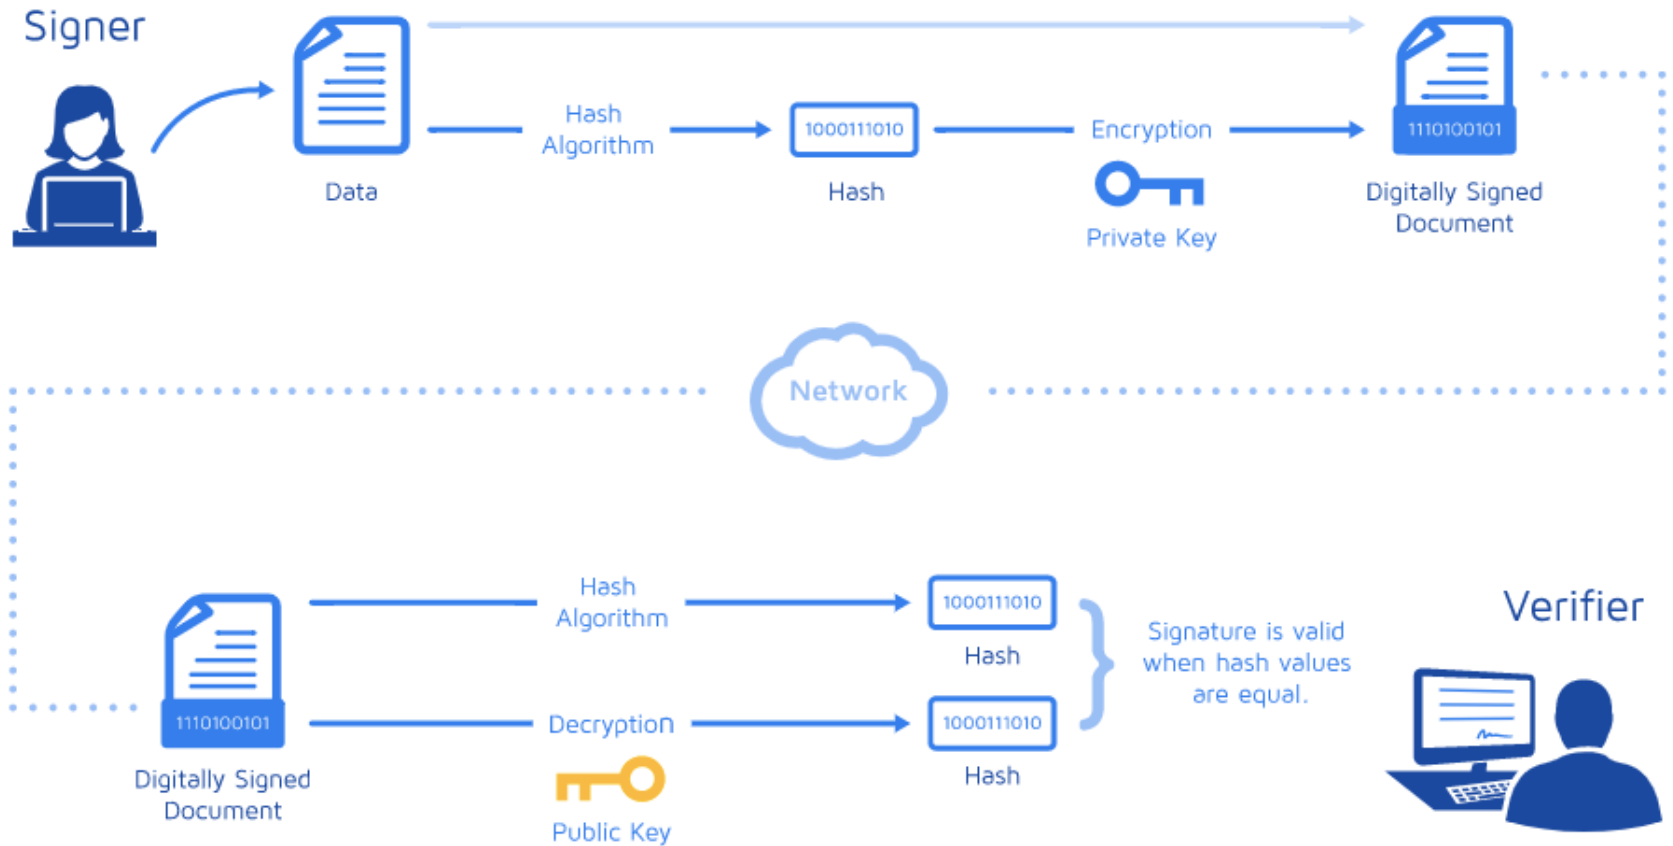 Signer
Hash
Algorithm
1000111010
Encryption
1110100101
Data
Hash
Private Key
Digitally Signed
Document
Network
Hash
Algorithm
1000111010
Hash
Signature is valid
when hash values
are equal.
Verifier
1110100101
Decryption
1000111010
Hash
Digitally Signed
Document
Public Key